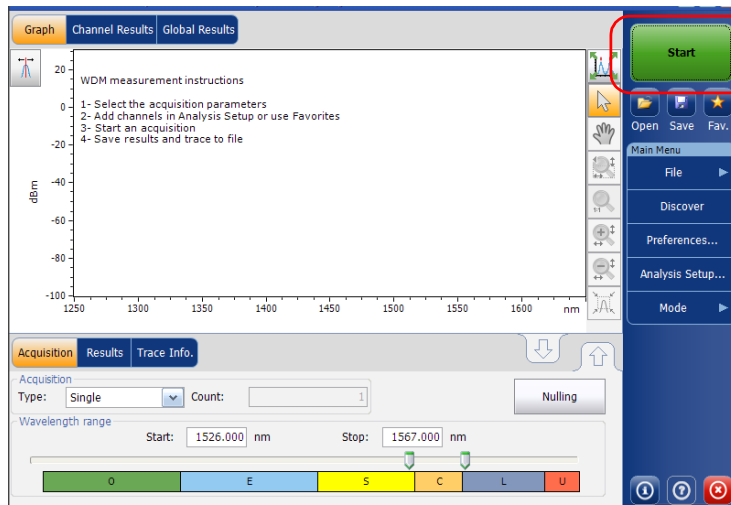 Graph Channel Results Global Results
Start
WDM measurement instructions
1- Select the acquisition parameters
2- Add channels in Analysis Setup or use Favorites
3- Start an acquisition
4- Save results and trace to file
dBm
20
0
-20
-40
-60
-80
-100
1250 1300 1350 1400 1450 1500 1550 1600 nm
1:1
Open Save Fav.
Main Menu
File
Discover
Preferences...
Analysis Setup...
Mode
Acquisition Results Trace Info.
Acquisition
Type: Single Count: 1
Nulling
Wavelength range
Start: 1526.000 nm Stop: 1567.000 nm
O E S C L U